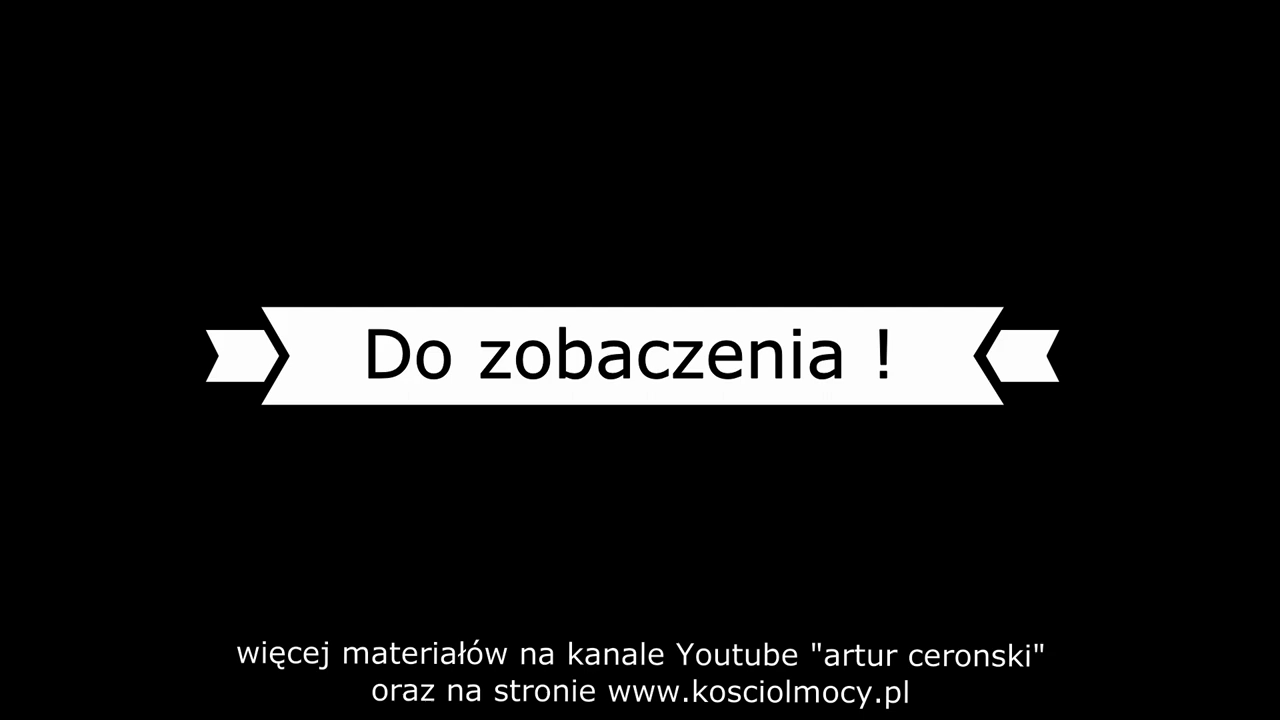 Do zobaczenia !
więcej materiałów na kanale Youtube "artur ceronski"
oraz na stronie www.kosciolmocy.pl